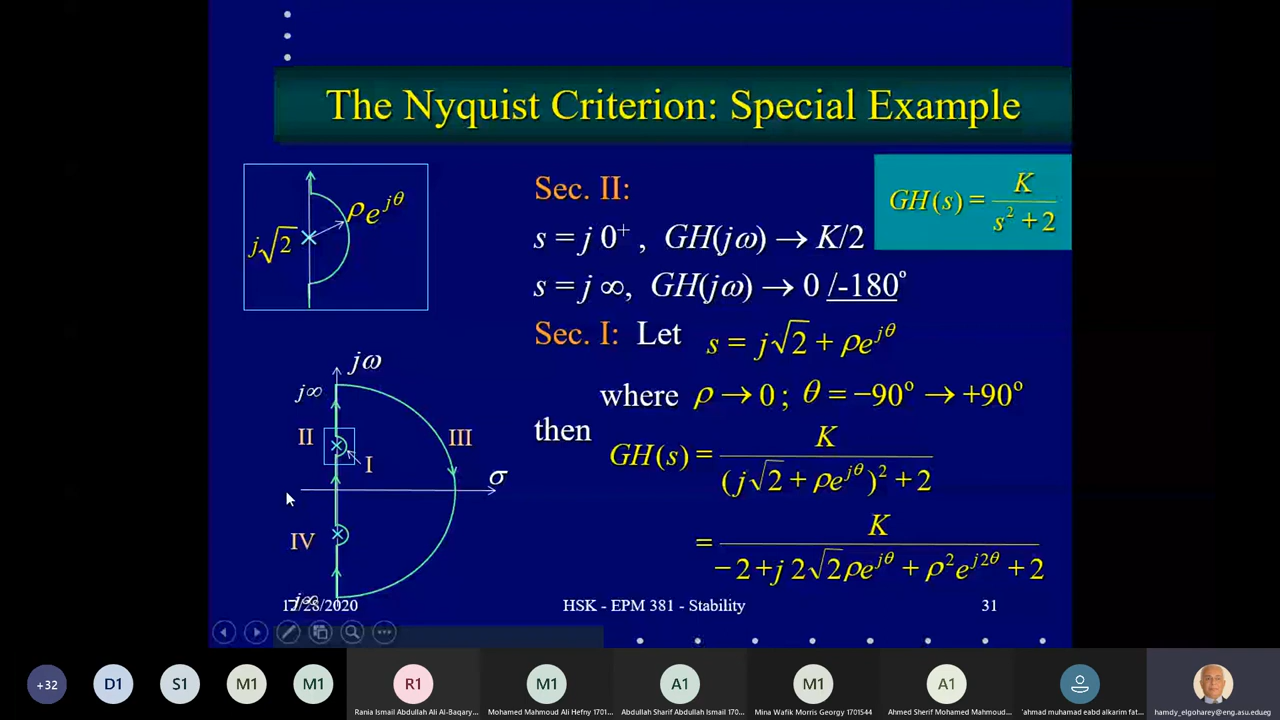 The Nyquist Criterion: Special Example
ρe^{jθ}
j√2
Sec. II:
GH(s) = K / (s² + 2)
s = j 0⁺ , GH(jω) → K/2
s = j ∞, GH(jω) → 0 /-180°
Sec. I: Let s = j√2 + ρe^{jθ}
where ρ → 0 ; θ = −90° → +90°
then
GH(s) = K / ((j√2 + ρe^{jθ})² + 2)
= K / (−2 + j 2√2ρe^{jθ} + ρ²e^{j2θ} + 2)
jω
j∞
II
III
I
σ
IV
j∞
12/28/2020
HSK - EPM 381 - Stability
31
+32
D1
S1
M1
M1
R1
M1
A1
M1
A1
Rania Ismail Abdullah Ali Al-Baqary...
Mohamed Mahmoud Ali Hefny 1701...
Abdullah Sharif Abdullah Ismail 170...
Mina Wafik Morris Georgy 1701544
Ahmed Sherif Mohamed Mahmoud...
'ahmad muhamad eabd alkarim fat...
hamdy_elgoharey@eng.asu.edu.eg